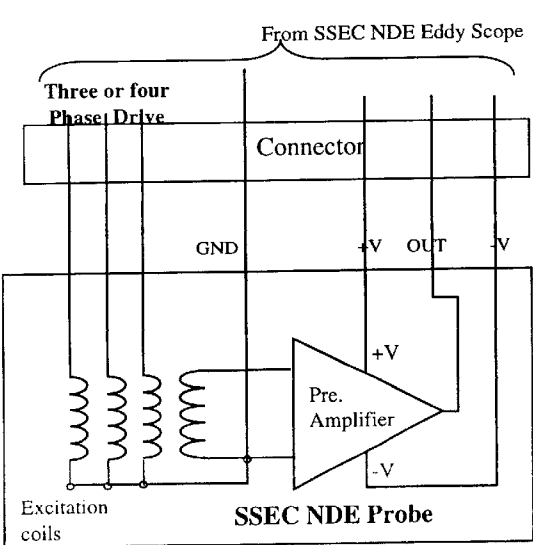 From SSEC NDE Eddy Scope
Three or four
Phase Drive
Connector
GND
+V
OUT
-V
+V
Pre.
Amplifier
-V
Excitation
coils
SSEC NDE Probe